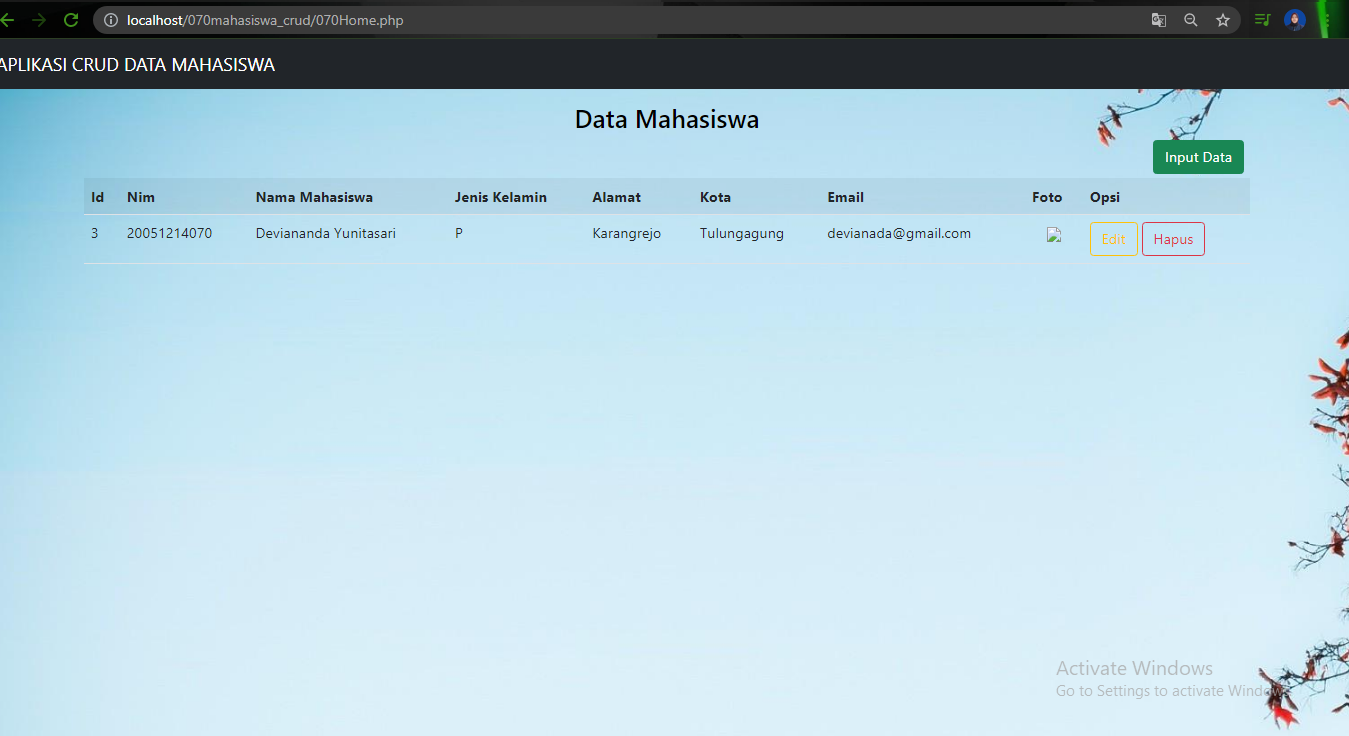 localhost/070mahasiswa_crud/070Home.php
APLIKASI CRUD DATA MAHASISWA
Data Mahasiswa
Input Data
Id Nim Nama Mahasiswa Jenis Kelamin Alamat Kota Email Foto Opsi
3 20051214070 Deviananda Yunitasari P Karangrejo Tulungagung devianada@gmail.com Edit Hapus
Activate Windows
Go to Settings to activate Windows